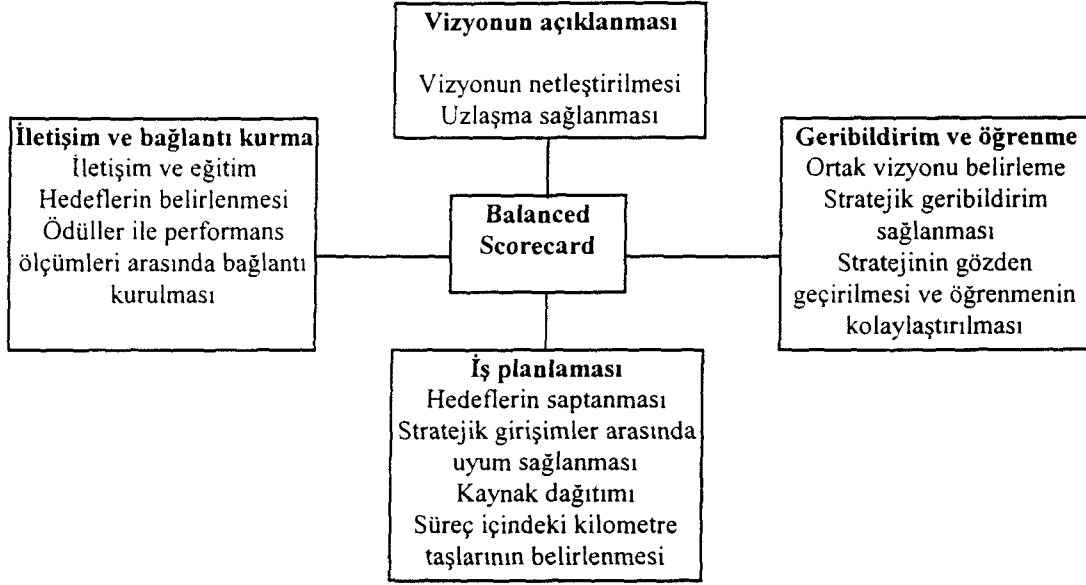 Vizyonun açıklanması
Vizyonun netleştirilmesi
Uzlaşma sağlanması
İletişim ve bağlantı kurma
İletişim ve eğitim
Hedeflerin belirlenmesi
Ödüller ile performans
ölçümleri arasında bağlantı
kurulması
Balanced
Scorecard
Geribildirim ve öğrenme
Ortak vizyonu belirleme
Stratejik geribildirim
sağlanması
Stratejinin gözden
geçirilmesi ve öğrenmenin
kolaylaştırılması
İş planlaması
Hedeflerin saptanması
Stratejik girişimler arasında
uyum sağlanması
Kaynak dağıtımı
Süreç içindeki kilometre
taşlarının belirlenmesi